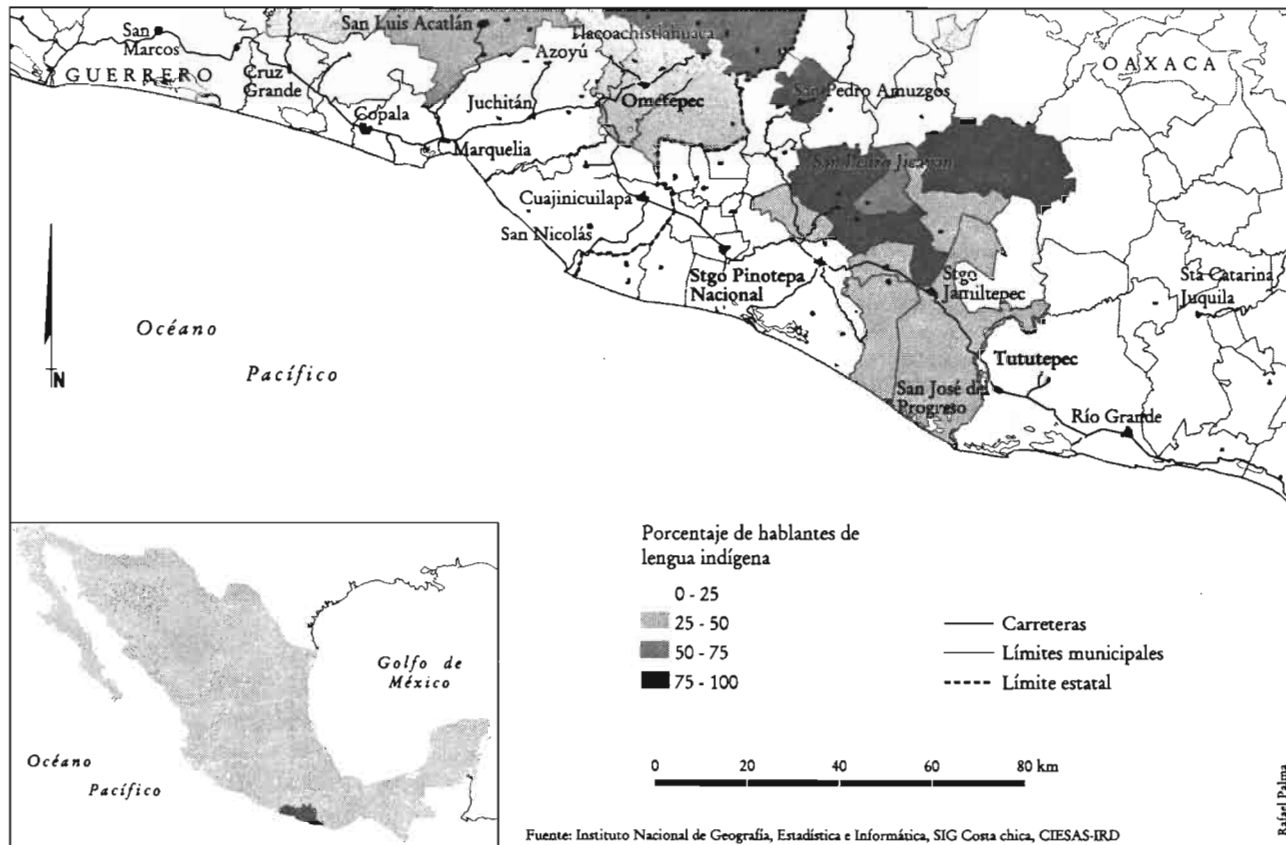 San Luis Acatlán
Tlacoachistlahuaca
San
Marcos
Azoyú
GUERRERO
Cruz
Grande
OAXACA
Juchitán
Ometepec
San Pedro Amuzgos
Copala
Marquelia
San Pedro Jicayán
Cuajinicuilapa
San Nicolás
Stgo Pinotepa
Nacional
Stgo
Jamiltepec
Sta Catarina
Juquila
Océano
Pacífico
N
Tututepec
San José del
Progreso
Río Grande
Porcentaje de hablantes de
lengua indígena
0 - 25
25 - 50
50 - 75
75 - 100
Carreteras
Límites municipales
Límite estatal
Golfo de
México
Océano
Pacífico
0 20 40 60 80 km
Rafael Palma
Fuente: Instituto Nacional de Geografía, Estadística e Informática, SIG Costa chica, CIESAS-IRD